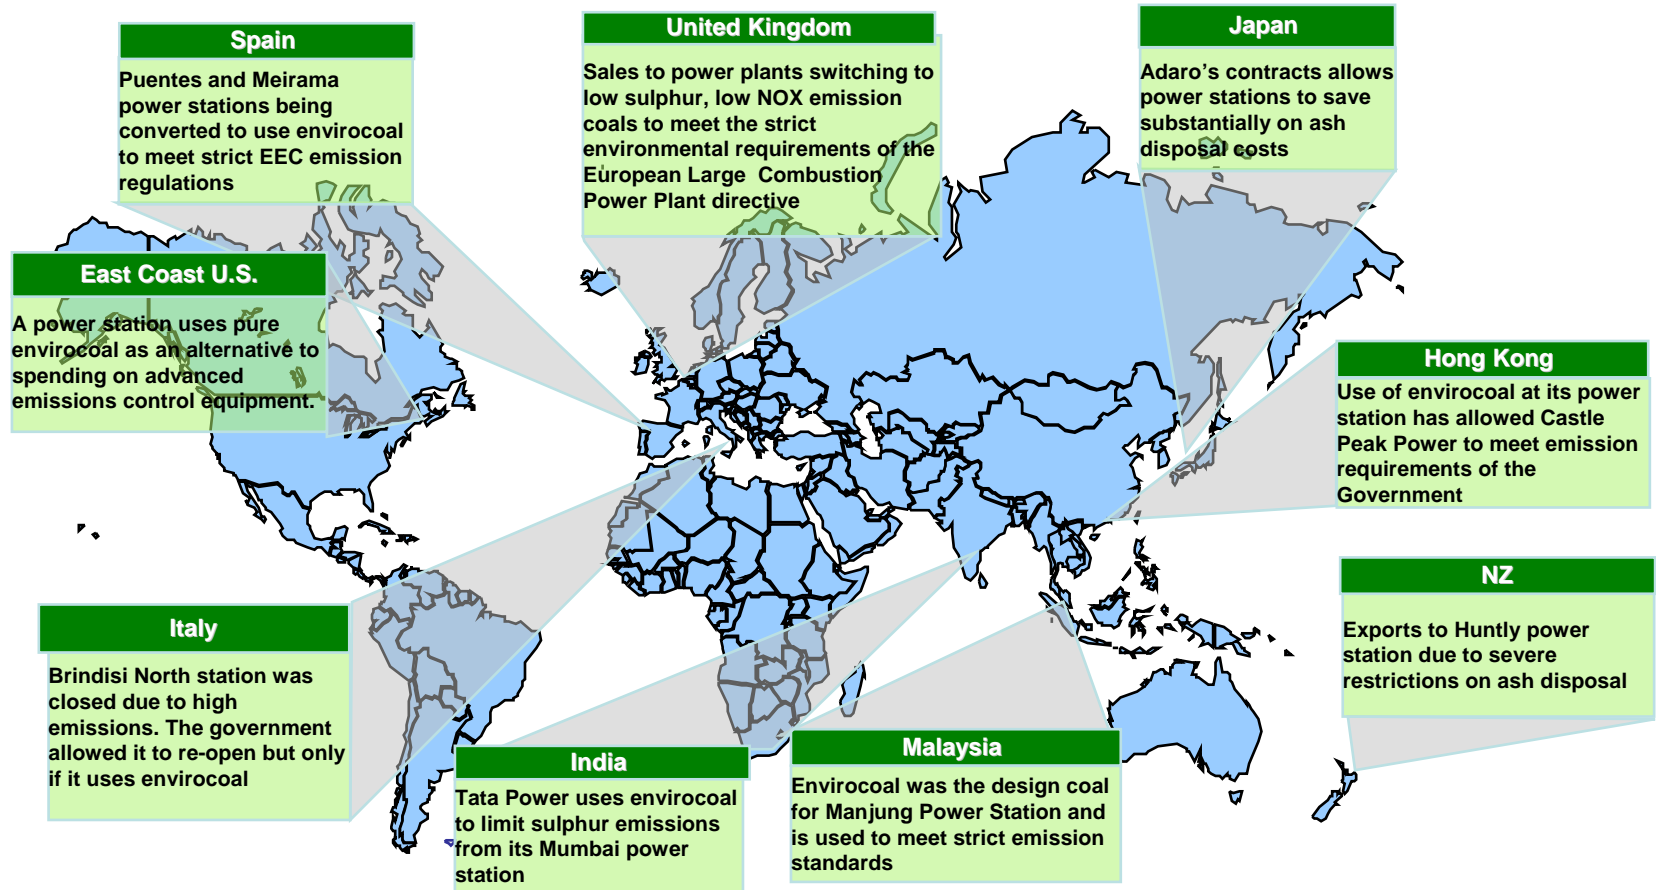 Spain
Puentes and Meirama
power stations being
converted to use envirocoal
to meet strict EEC emission
regulations
United Kingdom
Sales to power plants switching to
low sulphur, low NOX emission
coals to meet the strict
environmental requirements of the
European Large Combustion
Power Plant directive
Japan
Adaro's contracts allows
power stations to save
substantially on ash
disposal costs
East Coast U.S.
A power station uses pure
envirocoal as an alternative to
spending on advanced
emissions control equipment.
Hong Kong
Use of envirocoal at its power
station has allowed Castle
Peak Power to meet emission
requirements of the
Government
NZ
Exports to Huntly power
station due to severe
restrictions on ash disposal
Italy
Brindisi North station was
closed due to high
emissions. The government
allowed it to re-open but only
if it uses envirocoal
India
Tata Power uses envirocoal
to limit sulphur emissions
from its Mumbai power
station
Malaysia
Envirocoal was the design coal
for Manjung Power Station and
is used to meet strict emission
standards